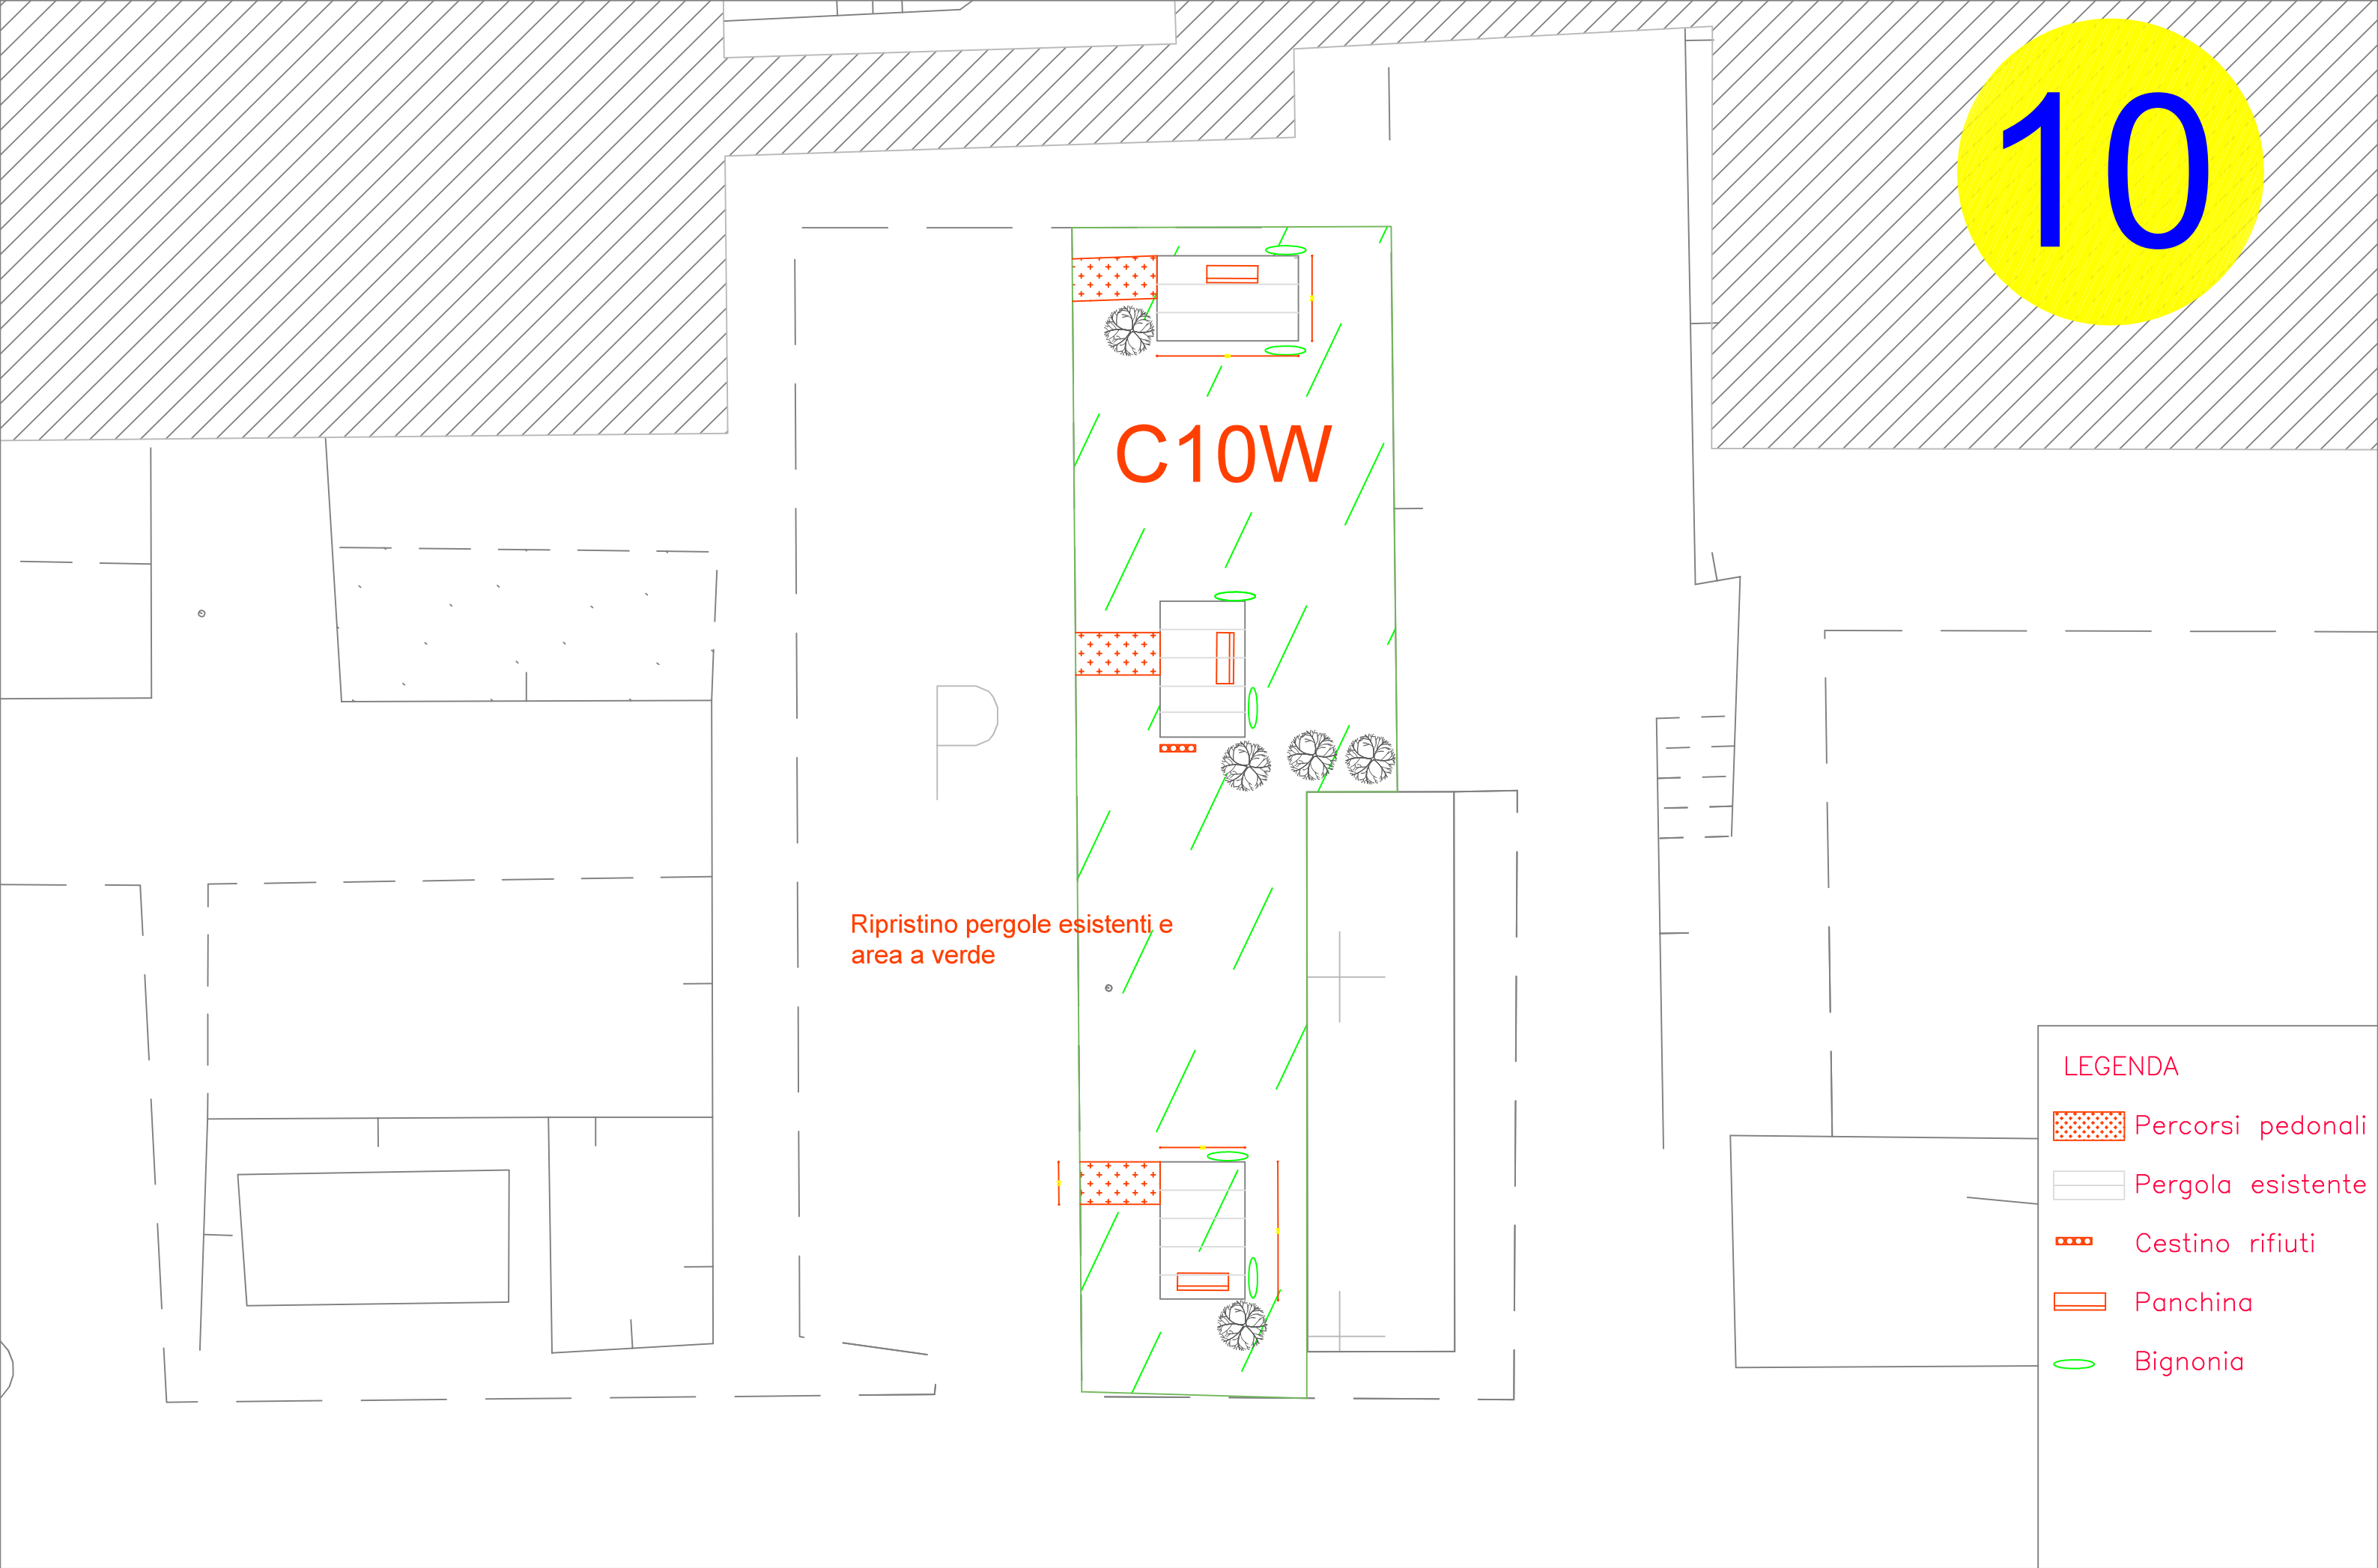 10
C10W
P
Ripristino pergole esistenti e
area a verde
LEGENDA
Percorsi pedonali
Pergola esistente
Cestino rifiuti
Panchina
Bignonia